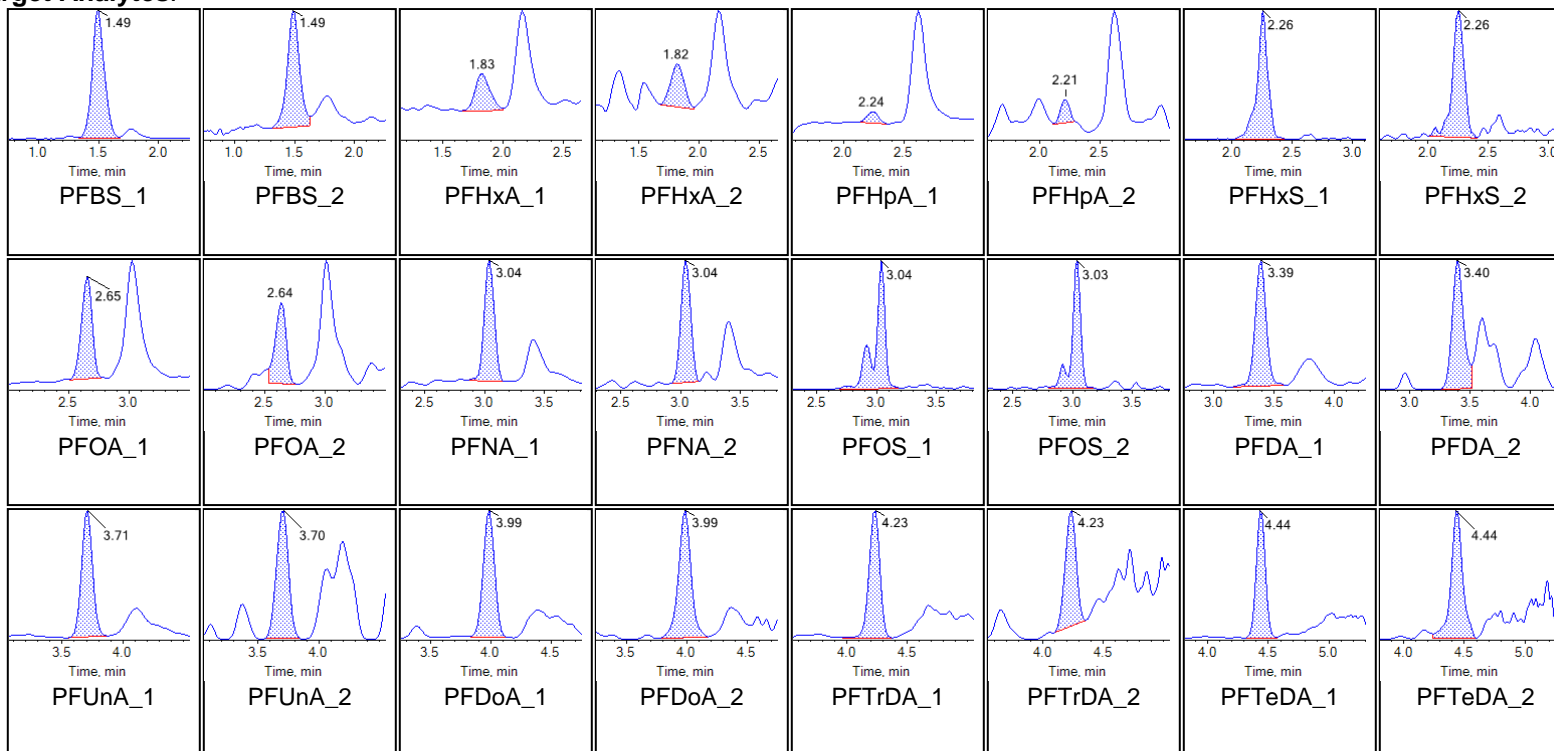 rget Analytes:
1.49 1.49 1.83 1.82 2.24 2.21 2.26 2.26
1.0 1.5 2.0 1.0 1.5 2.0 1.5 2.0 2.5 1.5 2.0 2.5 2.0 2.5 2.0 2.5 2.0 2.5 3.0 2.0 2.5 3.0
Time, min Time, min Time, min Time, min Time, min Time, min Time, min Time, min
PFBS_1 PFBS_2 PFHxA_1 PFHxA_2 PFHpA_1 PFHpA_2 PFHxS_1 PFHxS_2
2.65 2.64 3.04 3.04 3.04 3.03 3.39 3.40
2.5 3.0 2.5 3.0 2.5 3.0 3.5 2.5 3.0 3.5 2.5 3.0 3.5 2.5 3.0 3.5 3.0 3.5 4.0 3.0 3.5 4.0
Time, min Time, min Time, min Time, min Time, min Time, min Time, min Time, min
PFOA_1 PFOA_2 PFNA_1 PFNA_2 PFOS_1 PFOS_2 PFDA_1 PFDA_2
3.71 3.70 3.99 3.99 4.23 4.23 4.44 4.44
3.5 4.0 3.5 4.0 3.5 4.0 4.5 3.5 4.0 4.5 4.0 4.5 4.0 4.5 4.0 4.5 5.0 4.0 4.5 5.0
Time, min Time, min Time, min Time, min Time, min Time, min Time, min Time, min
PFUnA_1 PFUnA_2 PFDoA_1 PFDoA_2 PFTrDA_1 PFTrDA_2 PFTeDA_1 PFTeDA_2